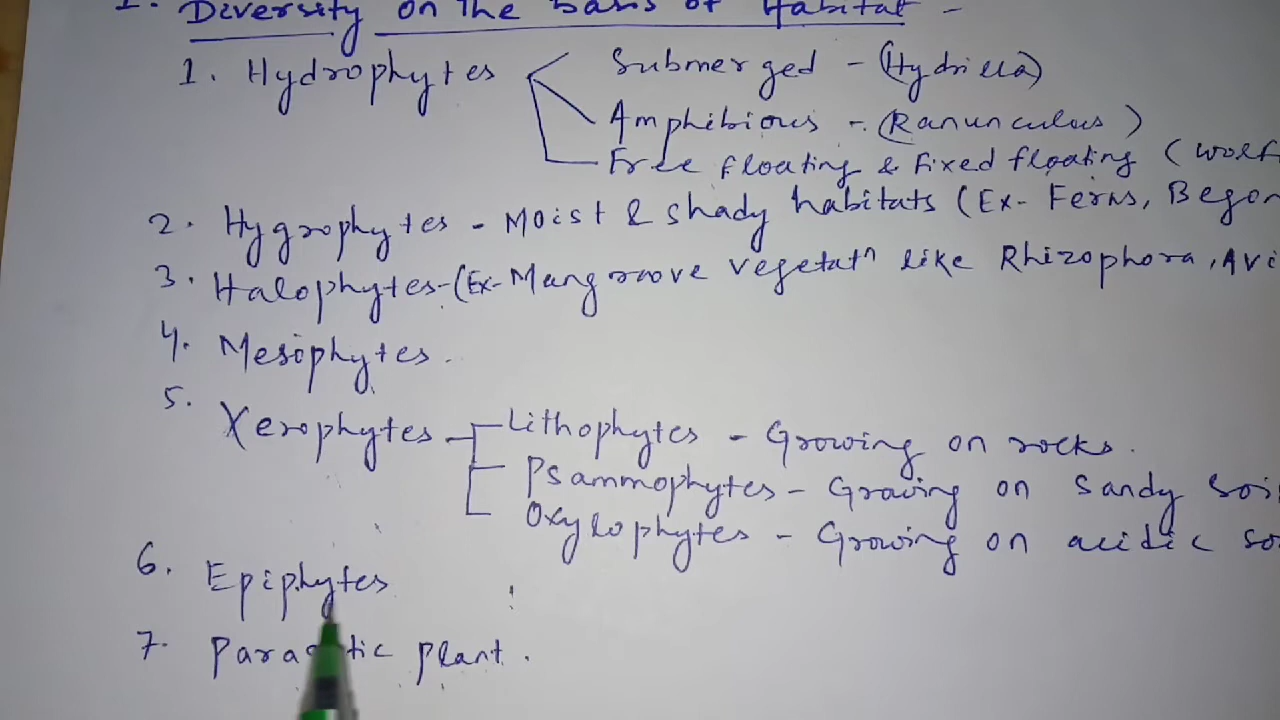 1. Diversity on the basis of Habitat -
1. Hydrophytes
Submerged - (Hydrilla)
Amphibious - (Ranunculous)
Free floating & Fixed floating (Wolf
2. Hygrophytes - Moist & shady habitats (Ex- Ferns, Begon
3. Halophytes-(Ex- Mangroove vegetatn like Rhizophora, Avi
4. Mesophytes.
5. Xerophytes
Lithophytes - Growing on rocks.
Psammophytes - Growing on Sandy Soi
Oxylophytes - Growing on acidic so
6. Epiphytes
7. Plant.